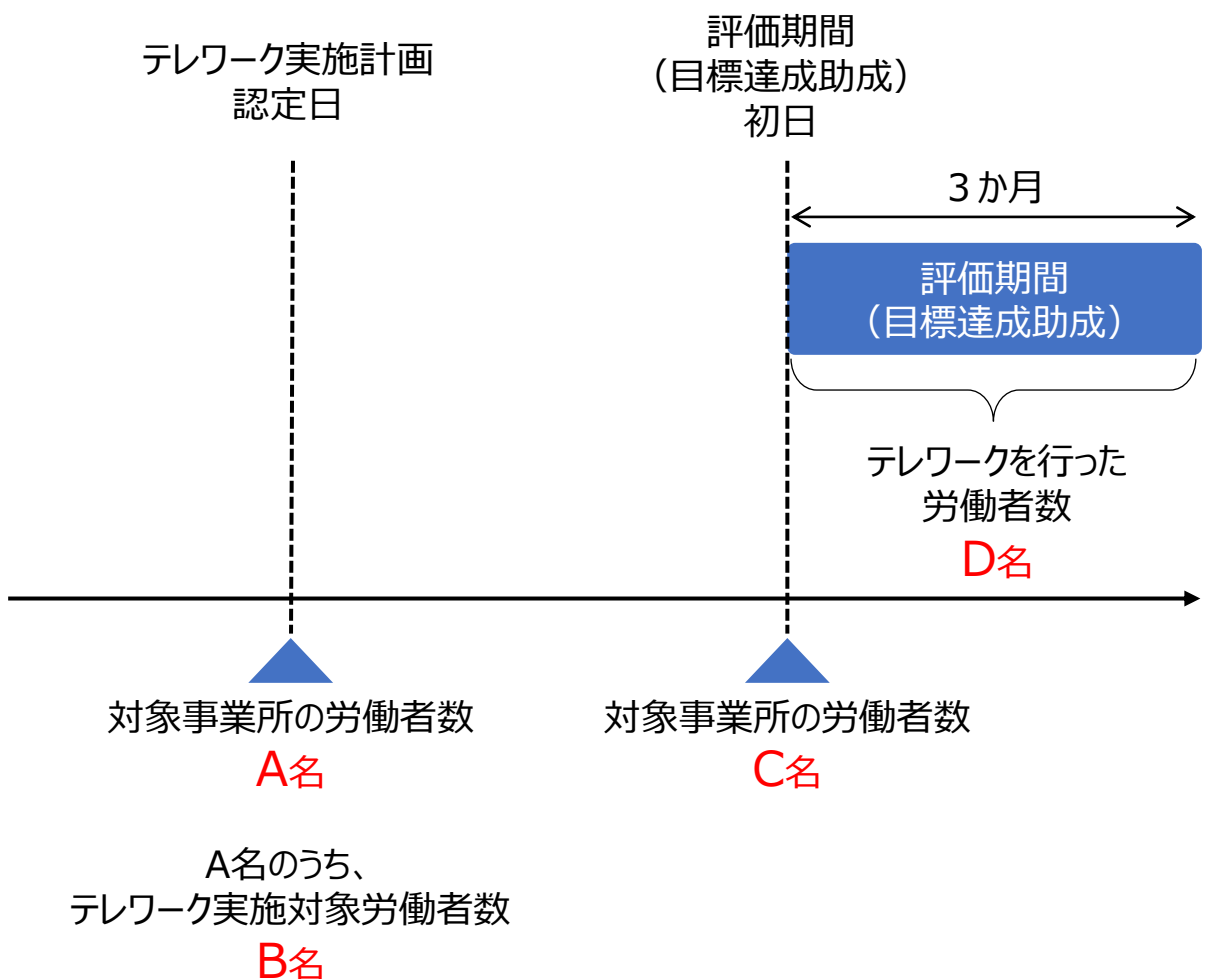 テレワーク実施計画
認定日
評価期間
（目標達成助成）
初日
３か月
評価期間
（目標達成助成）
テレワークを行った
労働者数
D名
対象事業所の労働者数
A名
対象事業所の労働者数
C名
A名のうち、
テレワーク実施対象労働者数
B名